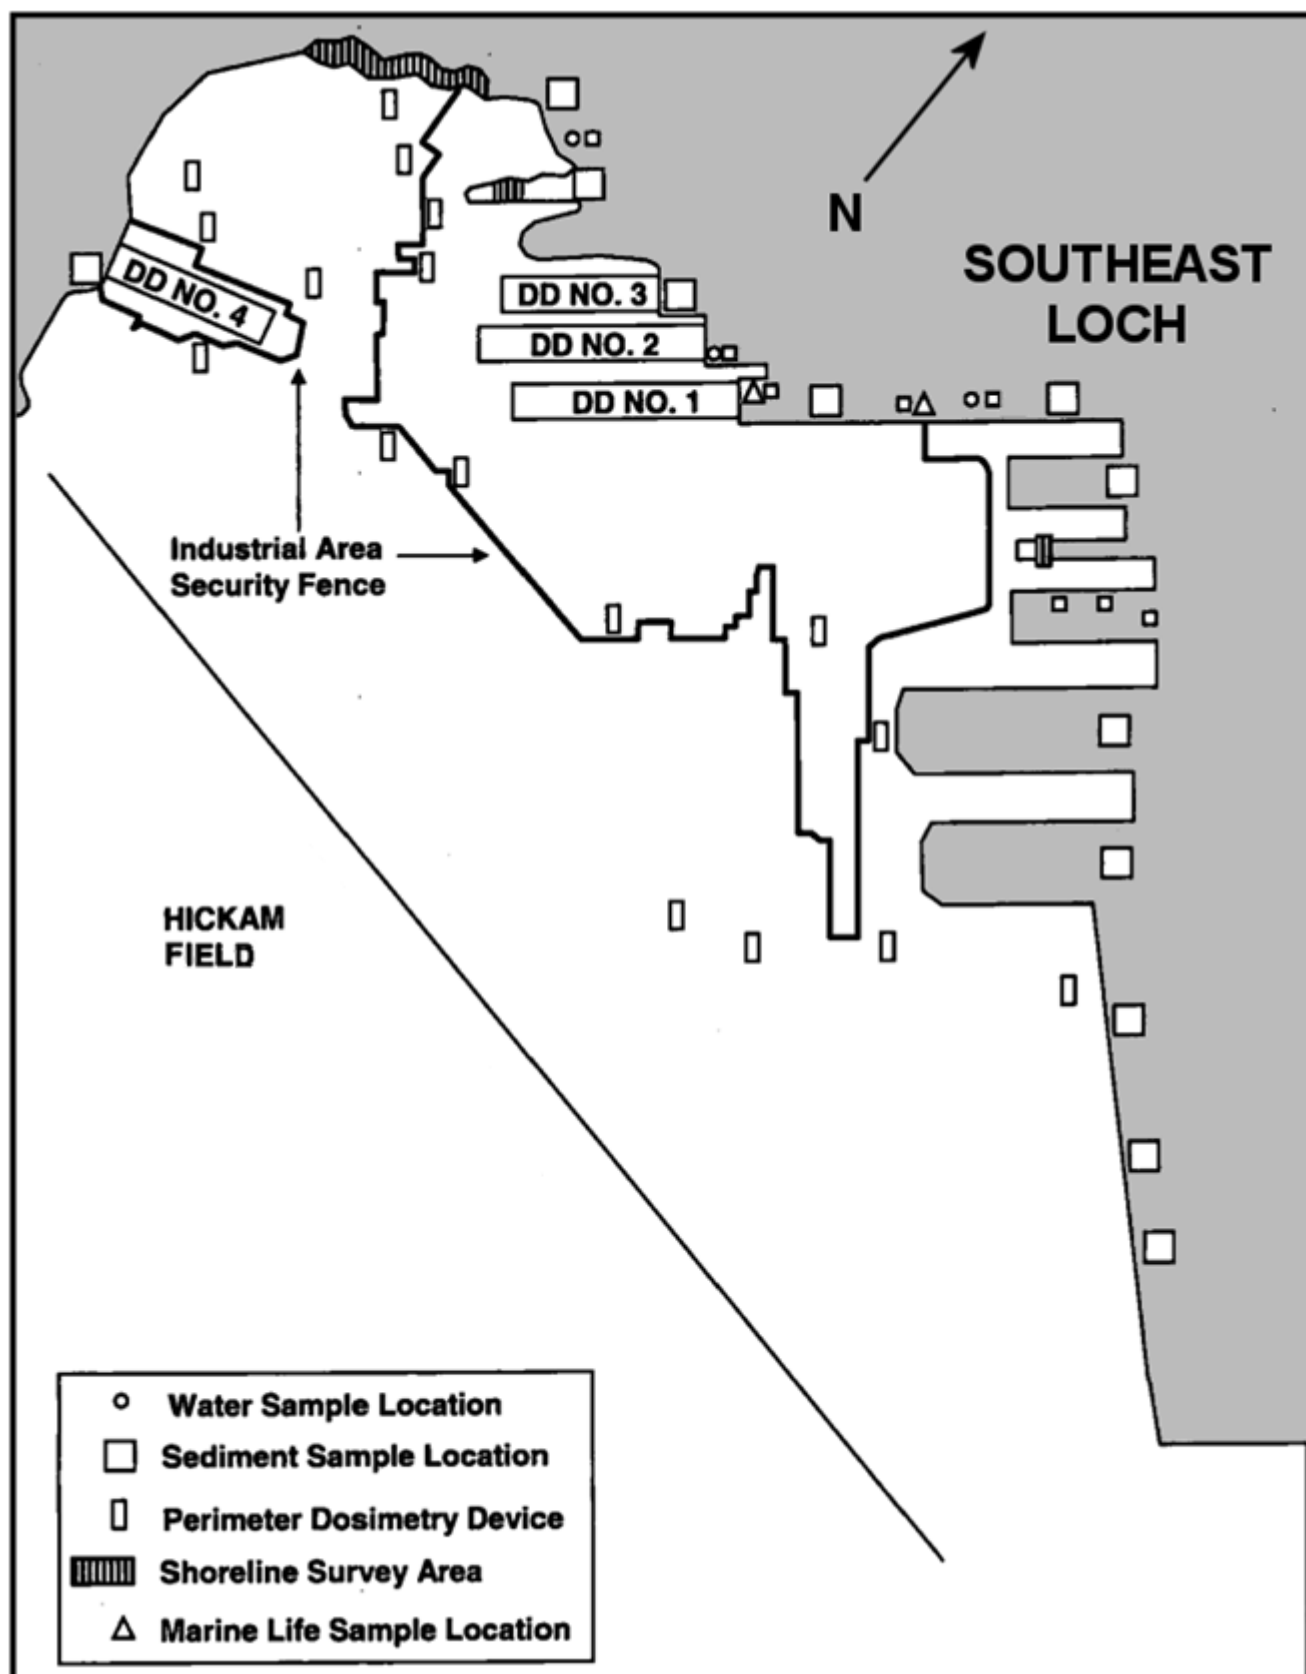 N
SOUTHEAST
LOCH
DD NO. 4
DD NO. 3
DD NO. 2
DD NO. 1
Industrial Area
Security Fence
HICKAM
FIELD
Water Sample Location
Sediment Sample Location
Perimeter Dosimetry Device
Shoreline Survey Area
Marine Life Sample Location